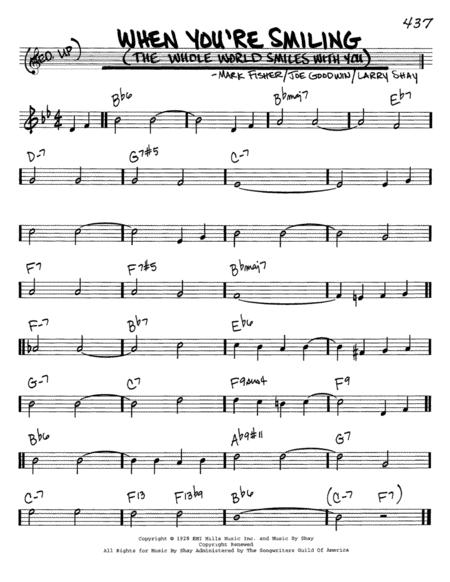 437
(MED. UP)
WHEN YOU'RE SMILING
(THE WHOLE WORLD SMILES WITH YOU)
-MARK FISHER/JOE GOODWIN/LARRY SHAY
Bb6 Bbmaj7 Eb7
D-7 G7#5 C-7
F7 F7#5 Bbmaj7
F-7 Bb7 Eb6
G-7 C7 F9sus4 F9
Bb6 Ab9#11 G7
C-7 F13 F13b9 Bb6 (C-7 F7)
Copyright © 1928 EMI Mills Music Inc. and Music By Shay
Copyright Renewed
All Rights for Music By Shay Administered by The Songwriters Guild Of America